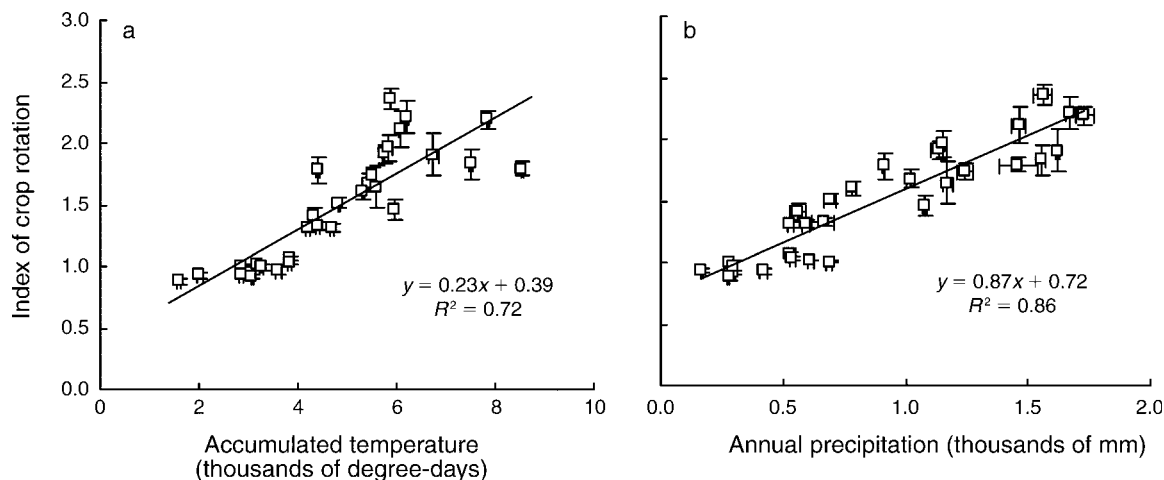 a
b
3.0
2.5
2.0
1.5
1.0
0.5
0.0
Index of crop rotation
y = 0.23x + 0.39
R² = 0.72
y = 0.87x + 0.72
R² = 0.86
0 2 4 6 8 10
0.0 0.5 1.0 1.5 2.0
Accumulated temperature
(thousands of degree-days)
Annual precipitation (thousands of mm)